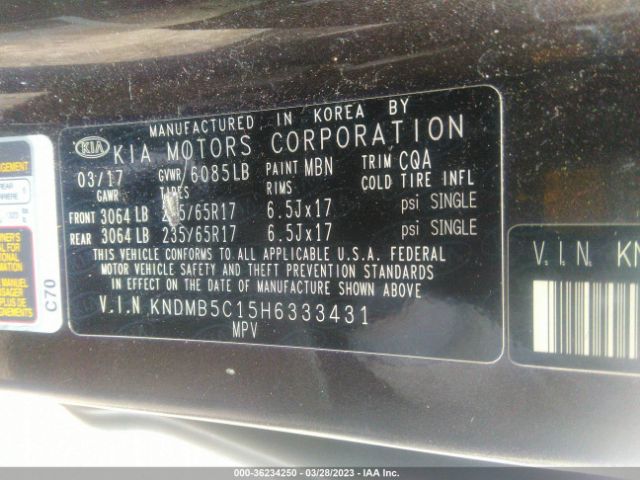 MANUFACTURED IN KOREA BY
KIA KIA MOTORS CORPORATION
03/17 GVWR/6085LB PAINT MBN TRIM CQA
GAWR TIRES RIMS COLD TIRE INFL
FRONT 3064 LB 235/65R17 6.5Jx17 psi SINGLE
REAR 3064 LB 235/65R17 6.5Jx17 psi SINGLE
THIS VEHICLE CONFORMS TO ALL APPLICABLE U.S.A. FEDERAL
MOTOR VEHICLE SAFETY AND THEFT PREVENTION STANDARDS
IN EFFECT ON THE DATE OF MANUFACTURE SHOWN ABOVE.
V.I.N KNDMB5C15H6333431
MPV
C70
REAR
MANUEL
V.I.N. KN
000-36234250 - 03/28/2023 - IAA Inc.